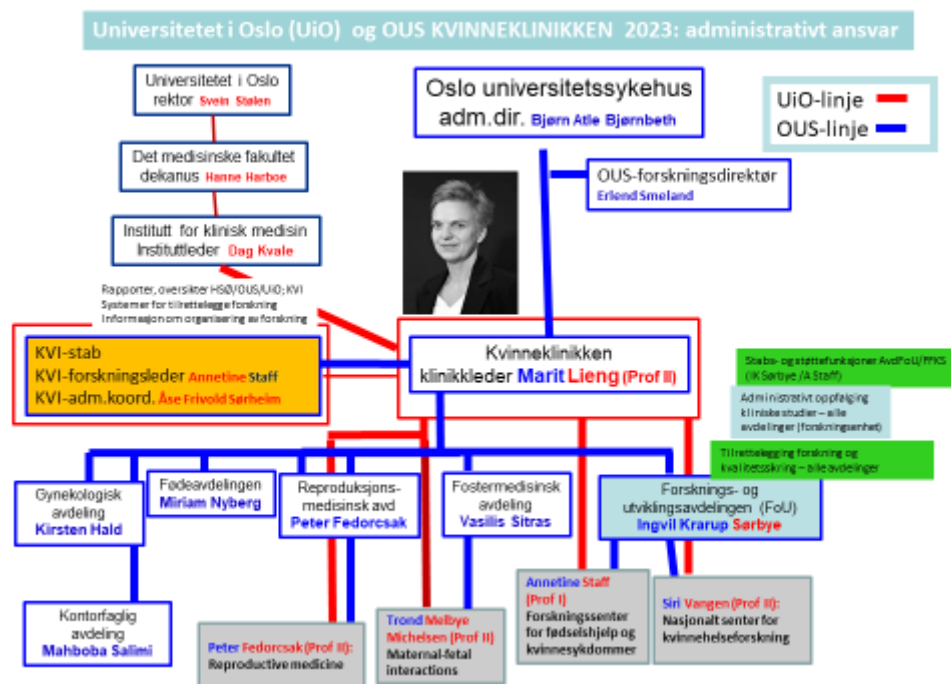 Universitetet i Oslo (UiO) og OUS KVINNEKLINIKKEN 2023: administrativt ansvar
Universitetet i Oslo
rektor Svein Stølen
Det medisinske fakultet
dekanus Hanne Harboe
Institutt for klinisk medisin
Instituttleder Dag Kvale
Oslo universitetssykehus
adm.dir. Bjørn Atle Bjørnbeth
UiO-linje
OUS-linje
OUS-forskningsdirektør
Erlend Smeland
Rapporter, oversikter HSØ/OUS/UiO; KVI
Systemer for tilrettelegge forskning
Informasjon om organisering av forskning
KVI-stab
KVI-forskningsleder Annetine Staff
KVI-adm.koord. Åse Frivold Sørheim
Kvinneklinikken
klinikkleder Marit Lieng (Prof II)
Stabs- og støttefunksjoner AvdFoU/FFKS
(IK Sørbye /A Staff)
Administrativt oppfølging
kliniske studier – alle
avdelinger (forskningsenhet)
Tilrettelegging forskning og
kvalitetsskring – alle avdelinger
Gynekologisk
avdeling
Kirsten Hald
Fødeavdelingen
Miriam Nyberg
Reproduksjons-
medisinsk avd
Peter Fedorcsak
Fostermedisinsk
avdeling
Vasilis Sitras
Forsknings- og
utviklingsavdelingen (FoU)
Ingvil Krarup Sørbye
Kontorfaglig
avdeling
Mahboba Salimi
Peter Fedorcsak (Prof II):
Reproductive medicine
Trond Melbye
Michelsen (Prof II)
Maternal-fetal
interactions
Annetine Staff
(Prof I)
Forskningssenter
for fødselshjelp og
kvinnesykdommer
Siri Vangen (Prof II):
Nasjonalt senter for
kvinnehelseforskning